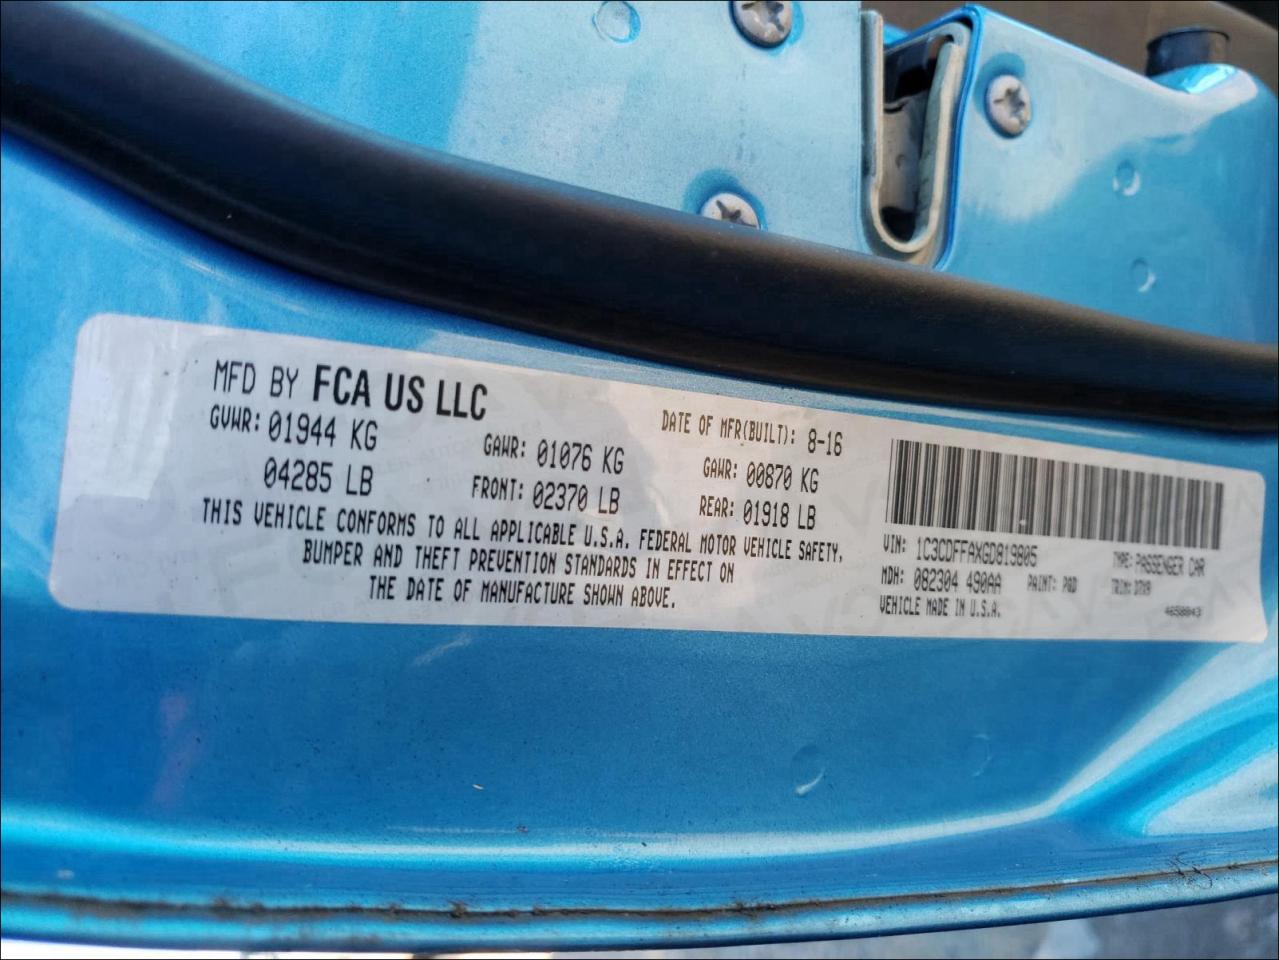 MFD BY FCA US LLC
DATE OF MFR(BUILT): 8-16
GVWR: 01944 KG
GAWR: 01076 KG
GAWR: 00870 KG
04285 LB
FRONT: 02370 LB
REAR: 01918 LB
THIS VEHICLE CONFORMS TO ALL APPLICABLE U.S.A. FEDERAL MOTOR VEHICLE SAFETY,
BUMPER AND THEFT PREVENTION STANDARDS IN EFFECT ON
THE DATE OF MANUFACTURE SHOWN ABOVE.
VIN: 1C3CDFFAXGD819805
TYPE: PASSENGER CAR
MDH: 082304 490AA
PAINT: PQD
TRIM: D7X9
VEHICLE MADE IN U.S.A.